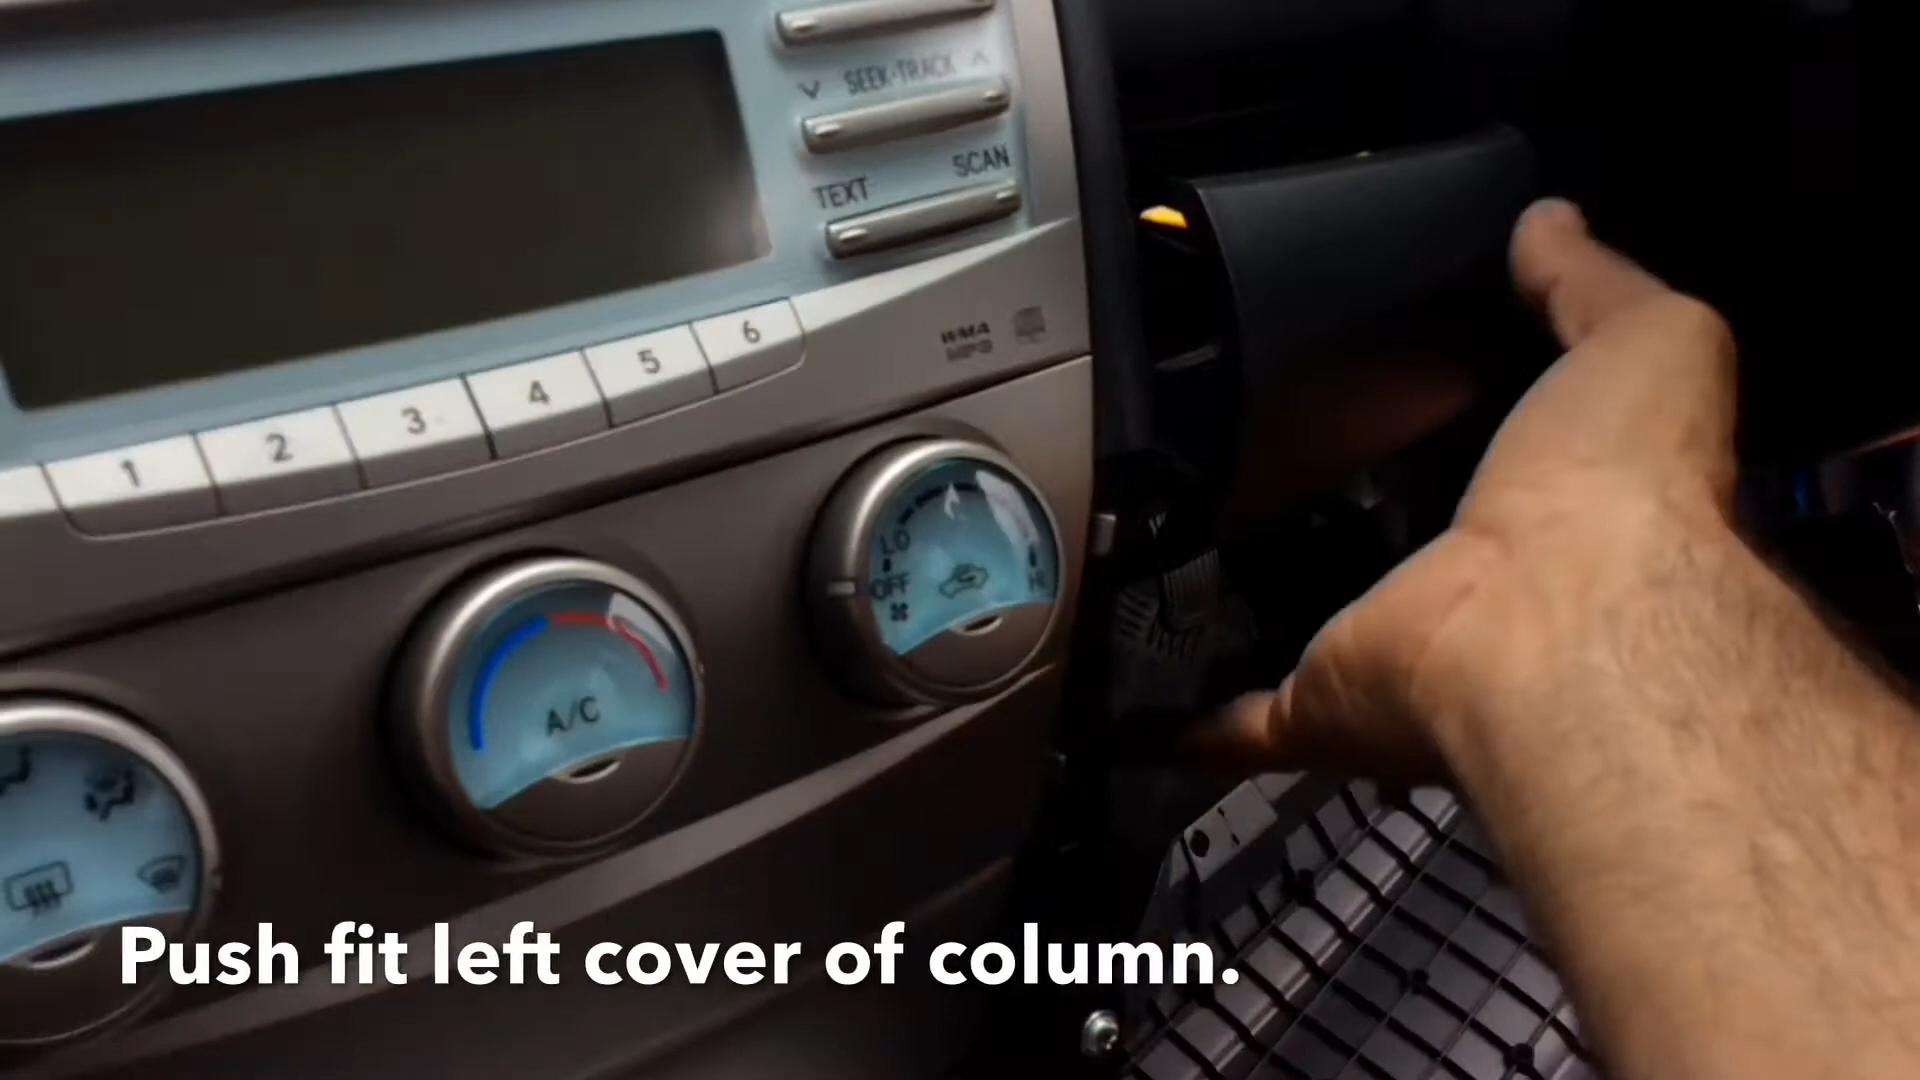 SEEK·TRACK
SCAN
TEXT
1 2 3 4 5 6
WMA
MP3
LO
OFF
HI
A/C
Push fit left cover of column.